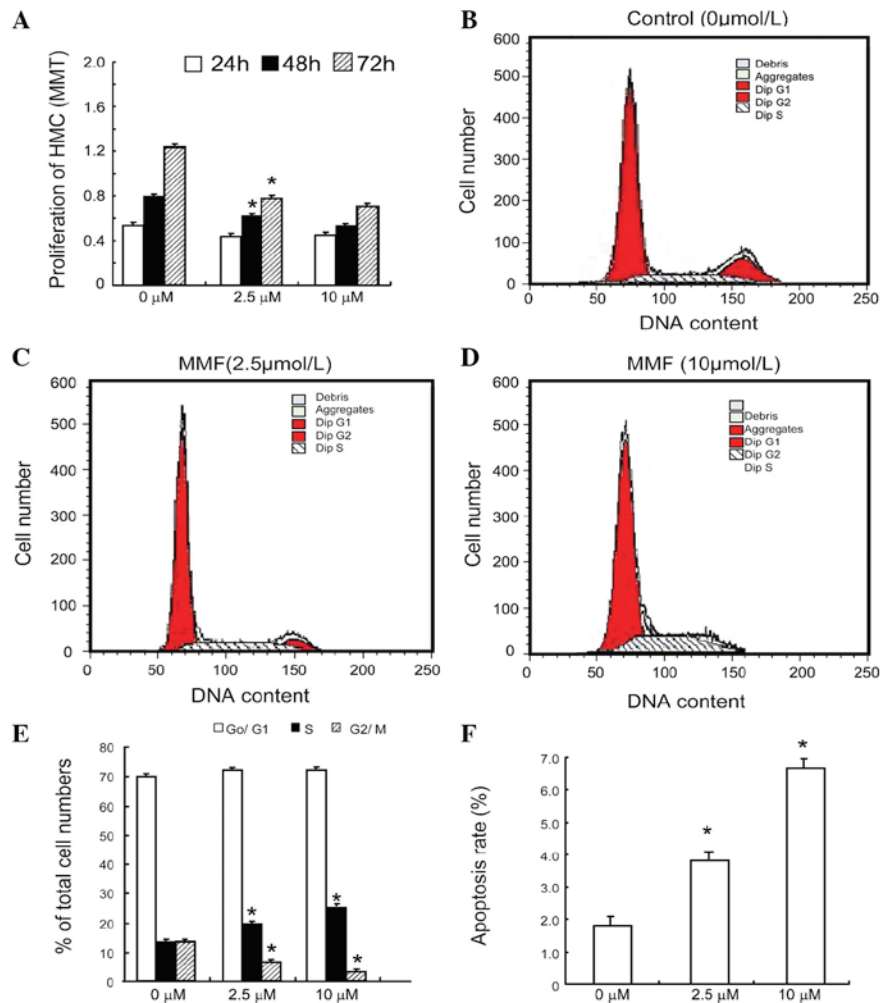 A
24h 48h 72h
Proliferation of HMC (MMT)
2.0
1.6
1.2
0.8
0.4
* *
0 μM 2.5 μM 10 μM
B
Control (0μmol/L)
Cell number
600
500
400
300
200
100
0
Debris
Aggregates
Dip G1
Dip G2
Dip S
0 50 100 150 200 250
DNA content
C
MMF(2.5μmol/L)
Cell number
600
500
400
300
200
100
0
Debris
Aggregates
Dip G1
Dip G2
Dip S
0 50 100 150 200 250
DNA content
D
MMF (10μmol/L)
Cell number
600
500
400
300
200
100
0
Debris
Aggregates
Dip G1
Dip G2
Dip S
0 50 100 150 200 250
DNA content
E
Go/ G1 S G2/ M
% of total cell numbers
80
70
60
50
40
30
20
10
0
* * * *
0 μM 2.5 μM 10 μM
F
Apoptosis rate (%)
7.0
6.0
5.0
4.0
3.0
2.0
1.0
0.0
* *
0 μM 2.5 μM 10 μM